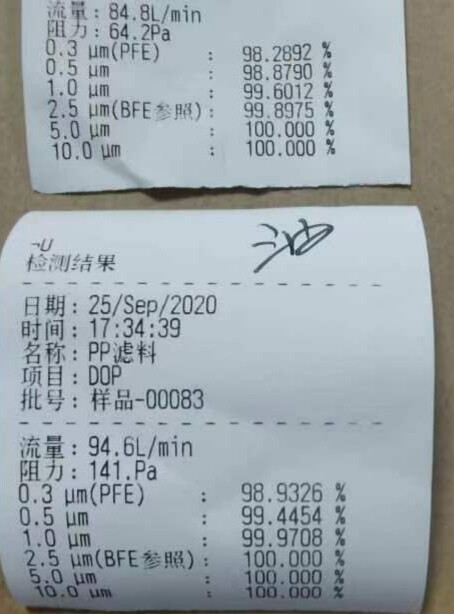 流量：84.8L/min
阻力：64.2Pa
0.3 μm(PFE) : 98.2892 %
0.5 μm : 98.8790 %
1.0 μm : 99.6012 %
2.5 μm(BFE参照) : 99.8975 %
5.0 μm : 100.000 %
10.0 μm : 100.000 %
油
检测结果
日期：25/Sep/2020
时间：17:34:39
名称：PP滤料
项目：DOP
批号：样品-00083
流量：94.6L/min
阻力：141.Pa
0.3 μm(PFE) : 98.9326 %
0.5 μm : 99.4454 %
1.0 μm : 99.9708 %
2.5 μm(BFE参照) : 100.000 %
5.0 μm : 100.000 %
10.0 μm : 100.000 %